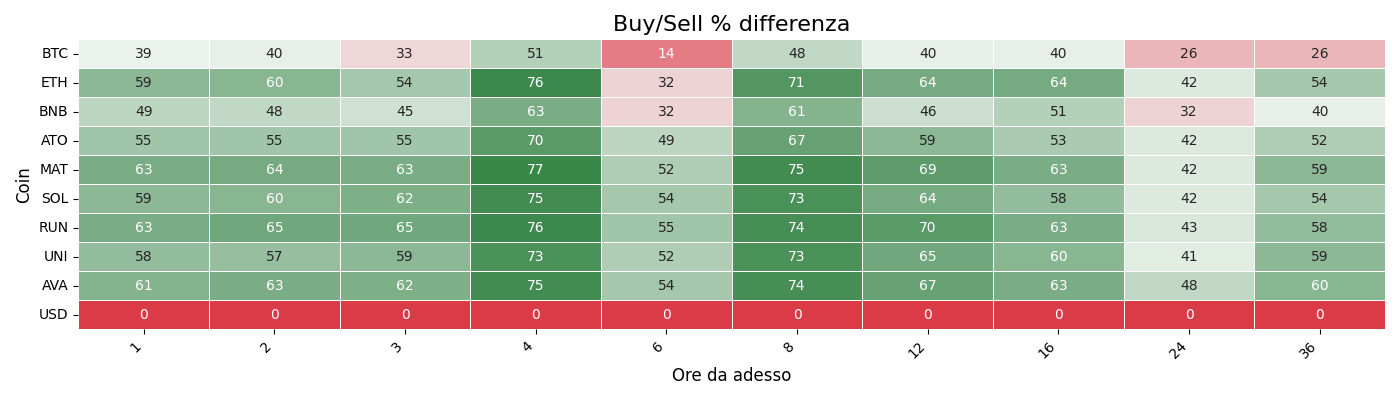 Buy/Sell % differenza
BTC 39 40 33 51 14 48 40 40 26 26
ETH 59 60 54 76 32 71 64 64 42 54
BNB 49 48 45 63 32 61 46 51 32 40
ATO 55 55 55 70 49 67 59 53 42 52
MAT 63 64 63 77 52 75 69 63 42 59
SOL 59 60 62 75 54 73 64 58 42 54
RUN 63 65 65 76 55 74 70 63 43 58
UNI 58 57 59 73 52 73 65 60 41 59
AVA 61 63 62 75 54 74 67 63 48 60
USD 0 0 0 0 0 0 0 0 0 0
Coin
1 2 3 4 6 8 12 16 24 36
Ore da adesso